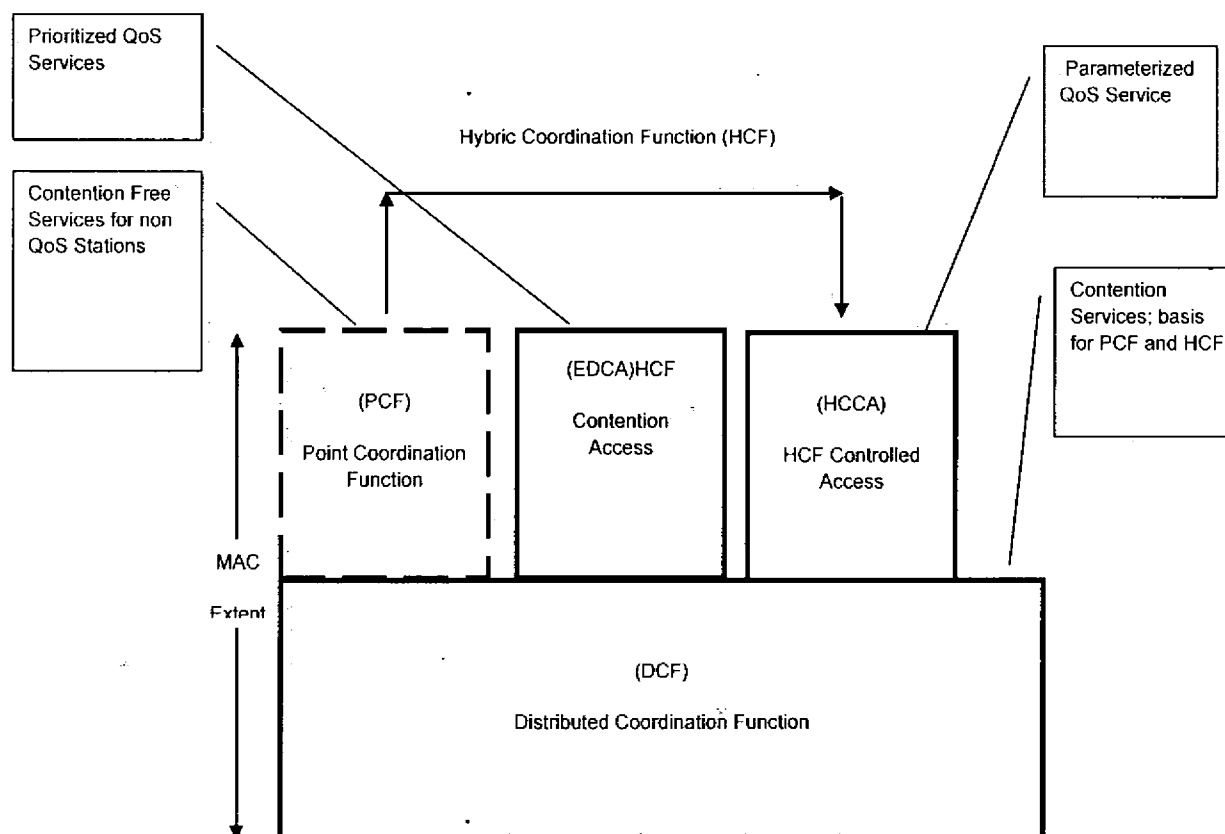 Prioritized QoS
Services
Parameterized
QoS Service
Hybric Coordination Function (HCF)
Contention Free
Services for non
QoS Stations
Contention
Services; basis
for PCF and HCF
(PCF)
Point Coordination
Function
(EDCA)HCF
Contention
Access
(HCCA)
HCF Controlled
Access
MAC
Extent
(DCF)
Distributed Coordination Function